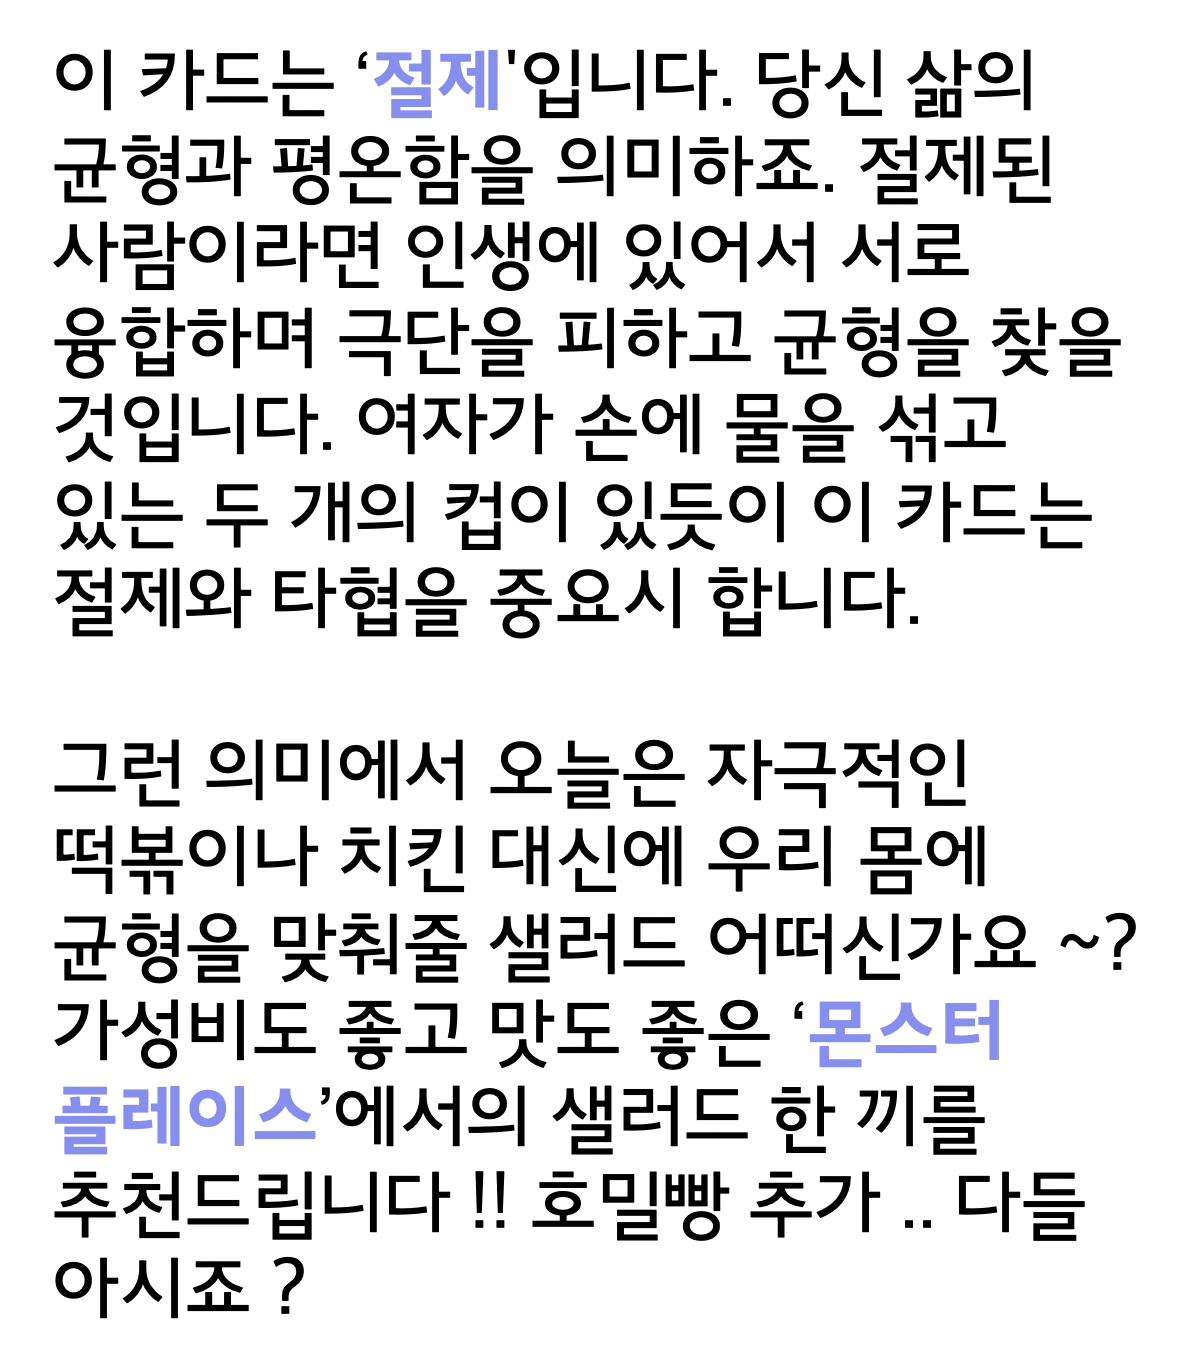 이 카드는 ‘절제'입니다. 당신 삶의
균형과 평온함을 의미하죠. 절제된
사람이라면 인생에 있어서 서로
융합하며 극단을 피하고 균형을 찾을
것입니다. 여자가 손에 물을 섞고
있는 두 개의 컵이 있듯이 이 카드는
절제와 타협을 중요시 합니다.

그런 의미에서 오늘은 자극적인
떡볶이나 치킨 대신에 우리 몸에
균형을 맞춰줄 샐러드 어떠신가요 ~?
가성비도 좋고 맛도 좋은 ‘몬스터
플레이스’에서의 샐러드 한 끼를
추천드립니다 !! 호밀빵 추가 .. 다들
아시죠 ?